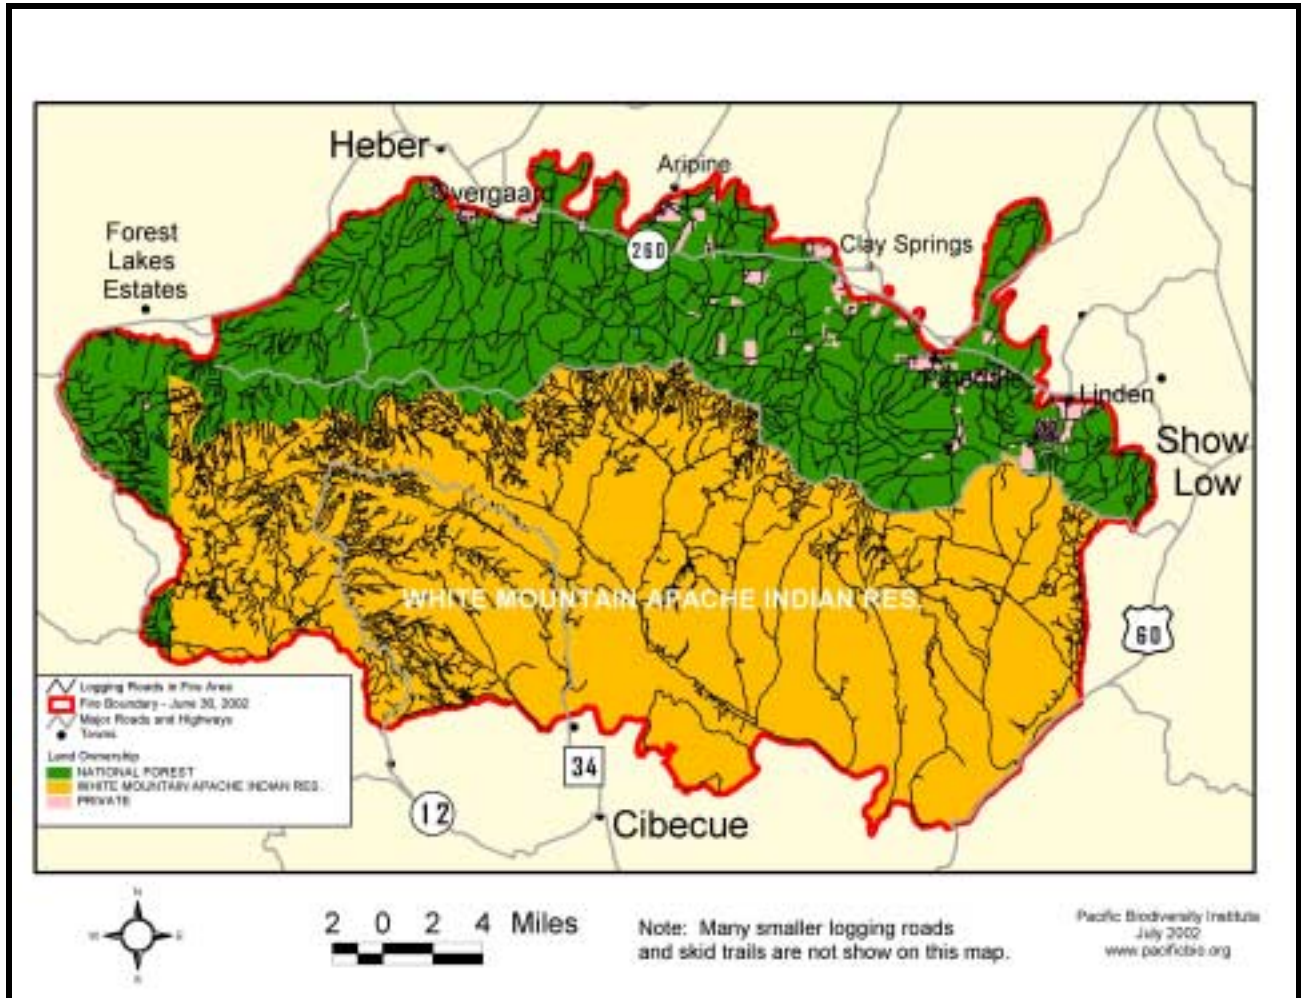 Heber
Aripine
Overgaard
Forest
Lakes
Estates
260
Clay Springs
Linden
Show
Low
WHITE MOUNTAIN APACHE INDIAN RES.
60
Logging Roads in Fire Area
Fire Boundary - June 30, 2002
Major Roads and Highways
Towns
Land Ownership
NATIONAL FOREST
WHITE MOUNTAIN APACHE INDIAN RES.
PRIVATE
34
12
Cibecue
N
W
E
S
2 0 2 4 Miles
Note: Many smaller logging roads
and skid trails are not show on this map.
Pacific Biodiversity Institute
July 2002
www.pacificbio.org